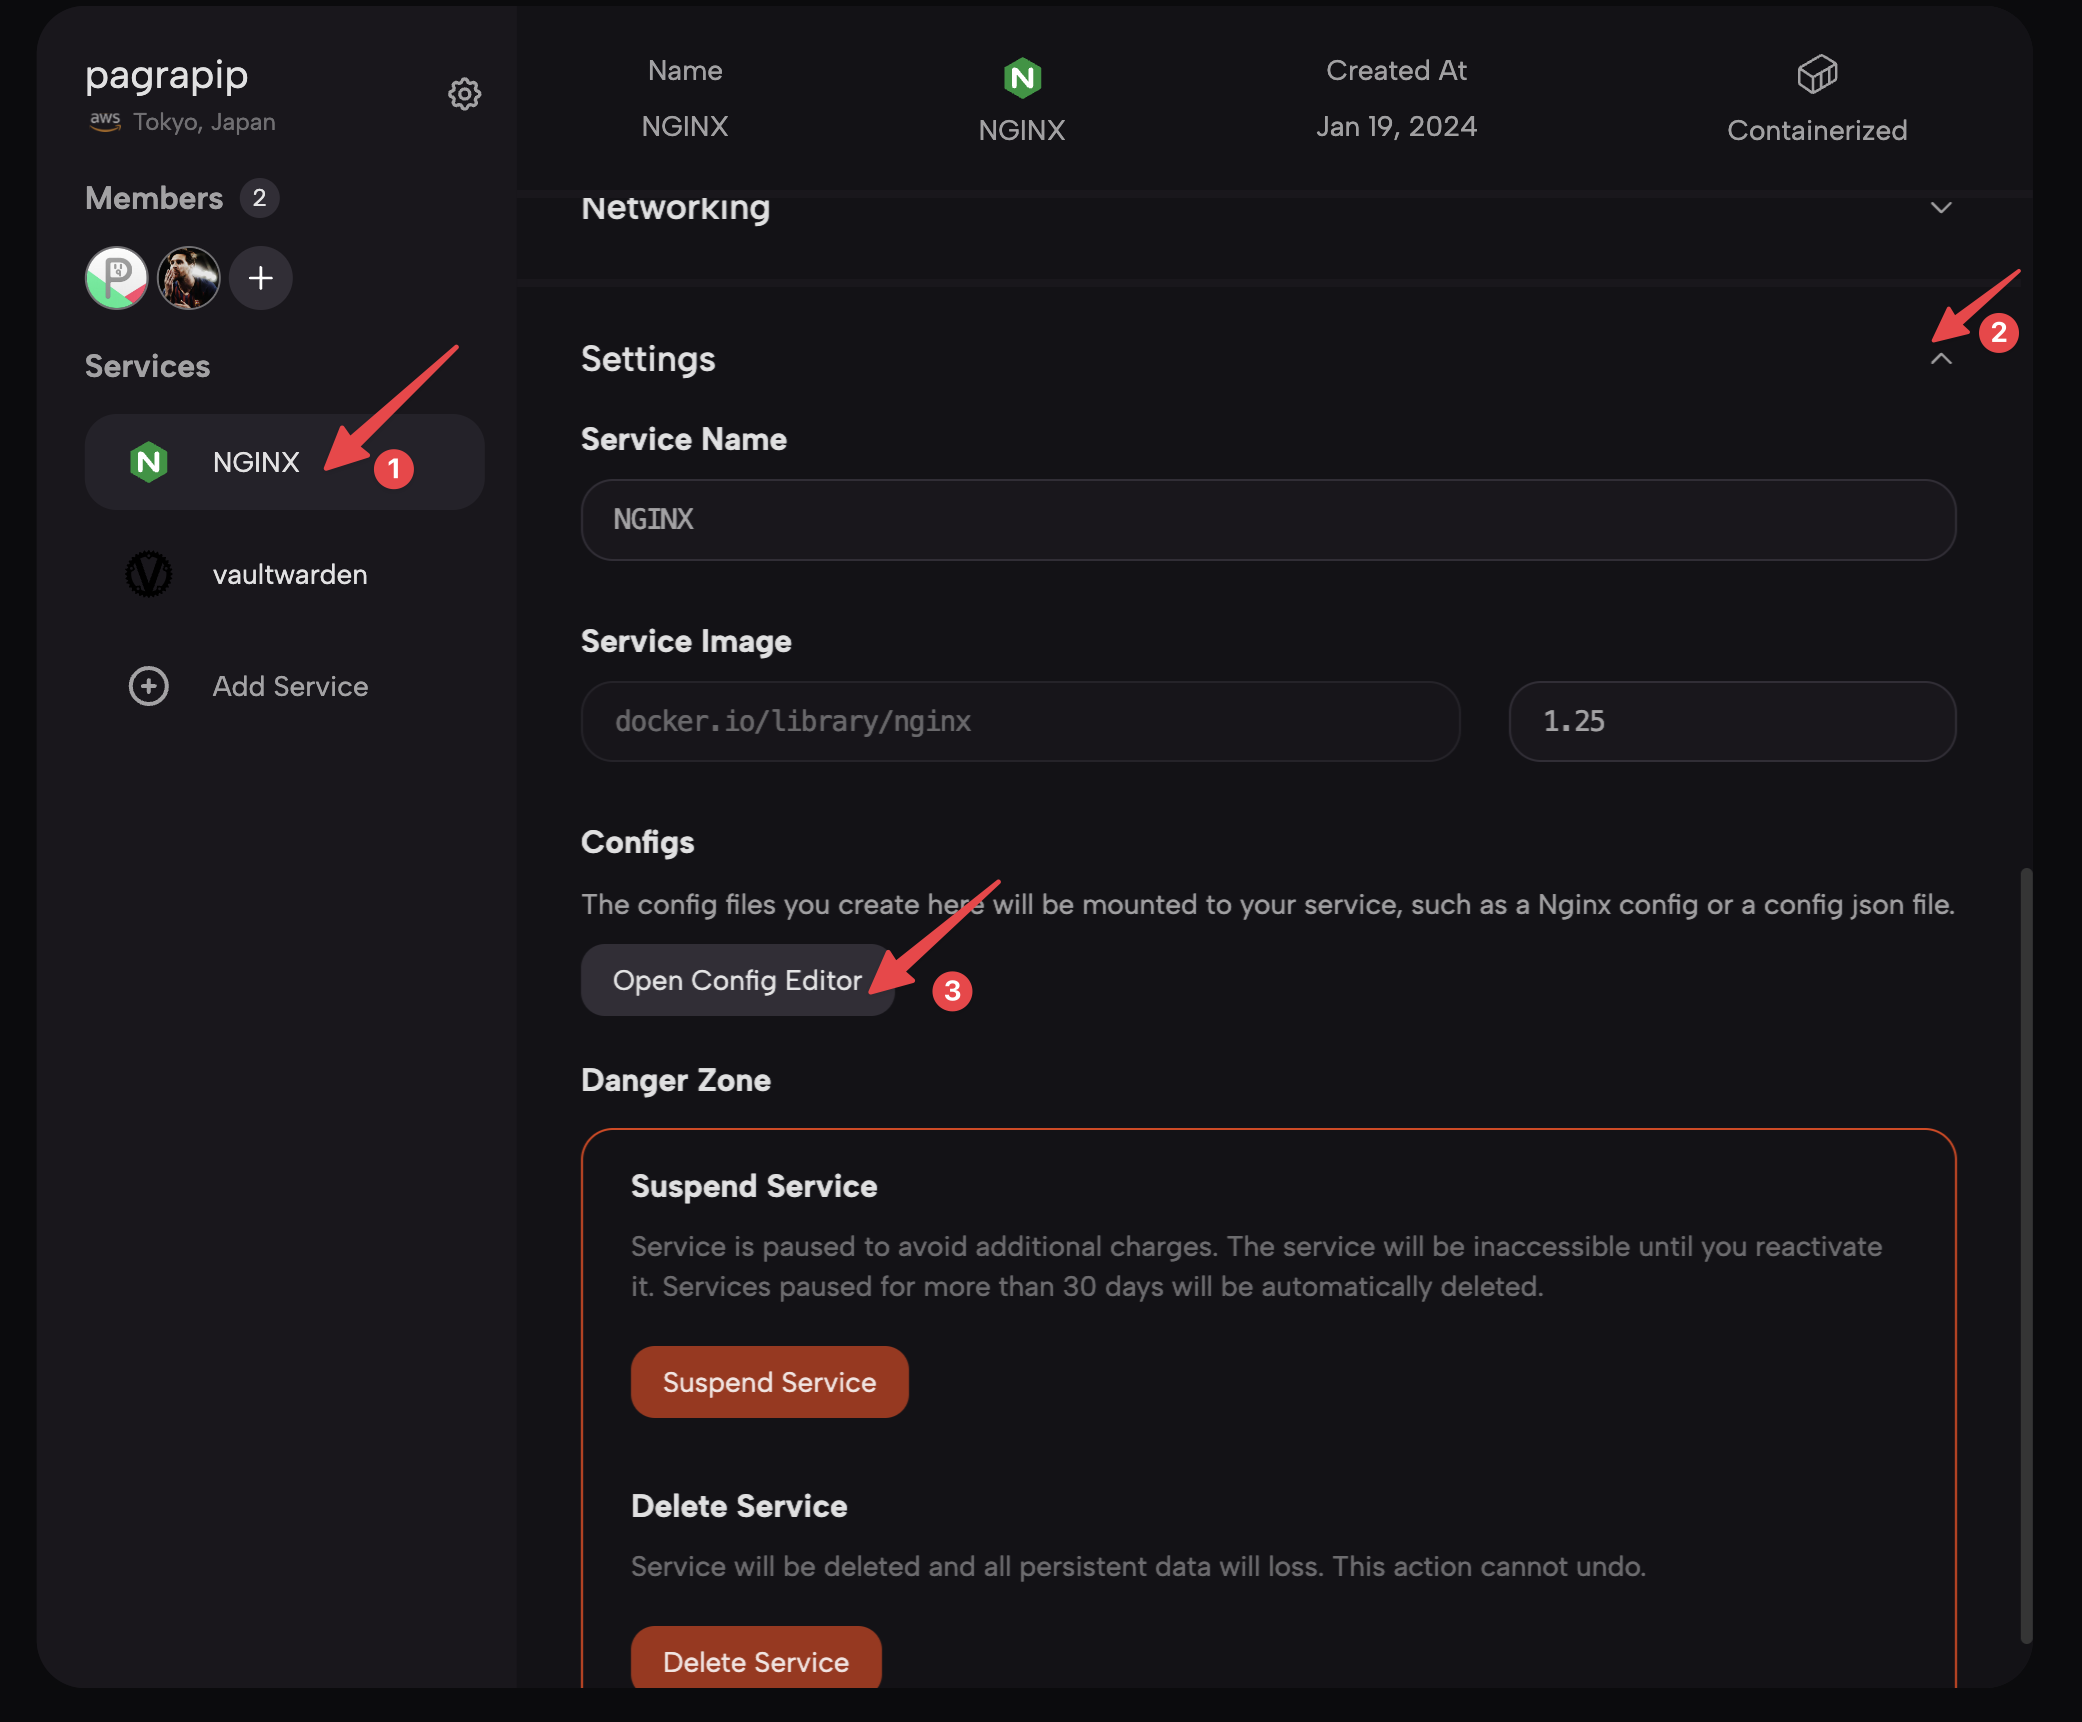 pagrapip
aws Tokyo, Japan
Members 2
Services
NGINX
1
vaultwarden
Add Service
Name
NGINX
NGINX
Created At
Jan 19, 2024
Containerized
Networking
Settings
2
Service Name
NGINX
Service Image
docker.io/library/nginx
1.25
Configs
The config files you create here will be mounted to your service, such as a Nginx config or a config json file.
Open Config Editor
3
Danger Zone
Suspend Service
Service is paused to avoid additional charges. The service will be inaccessible until you reactivate
it. Services paused for more than 30 days will be automatically deleted.
Suspend Service
Delete Service
Service will be deleted and all persistent data will loss. This action cannot undo.
Delete Service